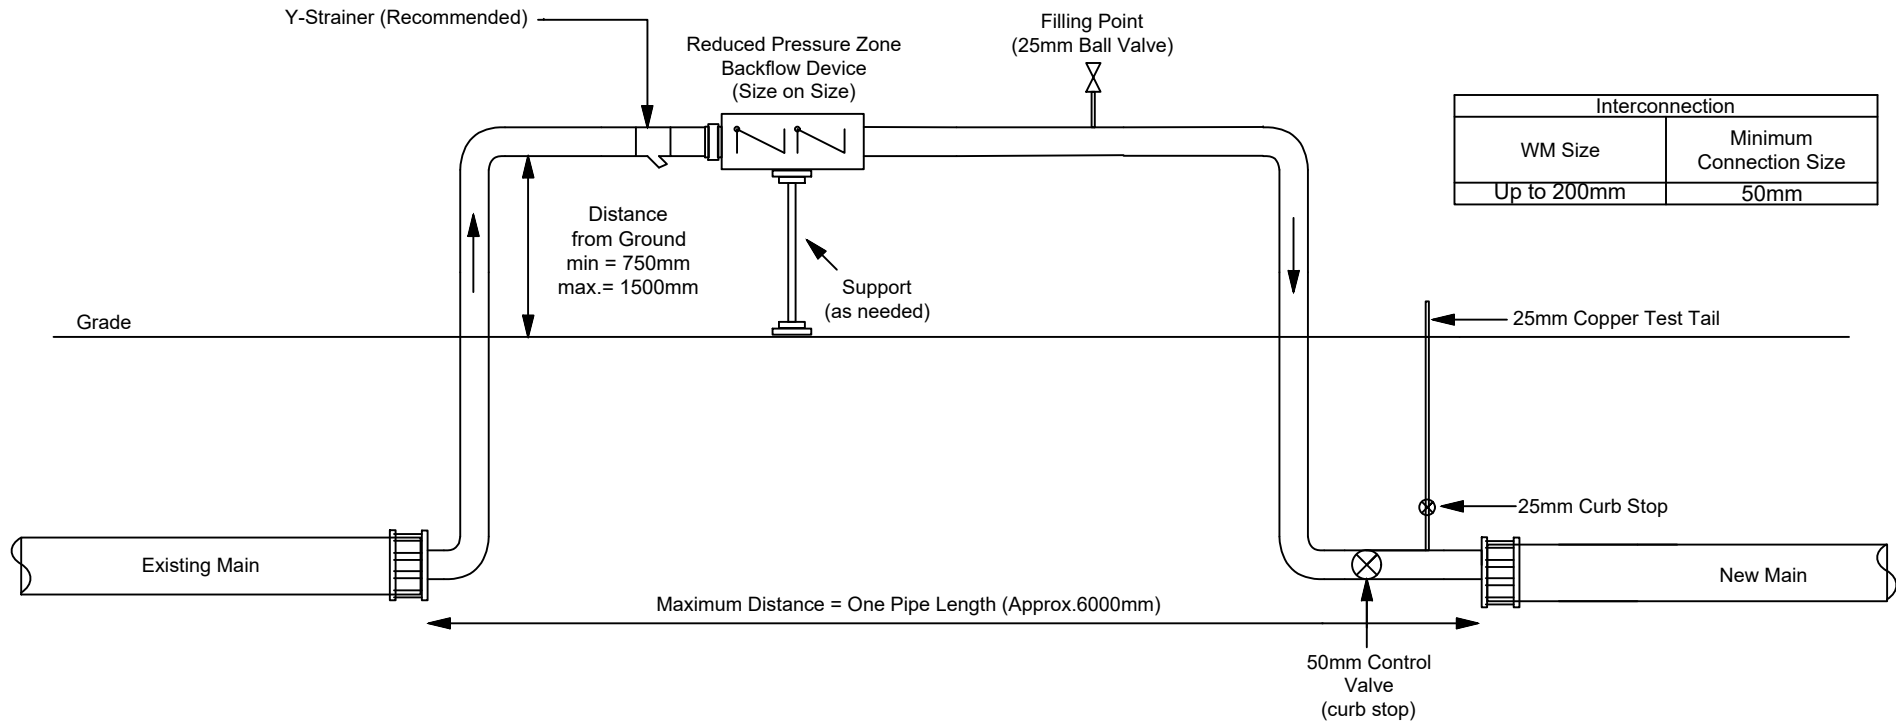 Y-Strainer (Recommended)
Reduced Pressure Zone
Backflow Device
(Size on Size)
Filling Point
(25mm Ball Valve)
Interconnection
WM Size
Minimum
Connection Size
Up to 200mm
50mm
Distance
from Ground
min = 750mm
max.= 1500mm
Support
(as needed)
Grade
25mm Copper Test Tail
25mm Curb Stop
Existing Main
New Main
Maximum Distance = One Pipe Length (Approx.6000mm)
50mm Control
Valve
(curb stop)